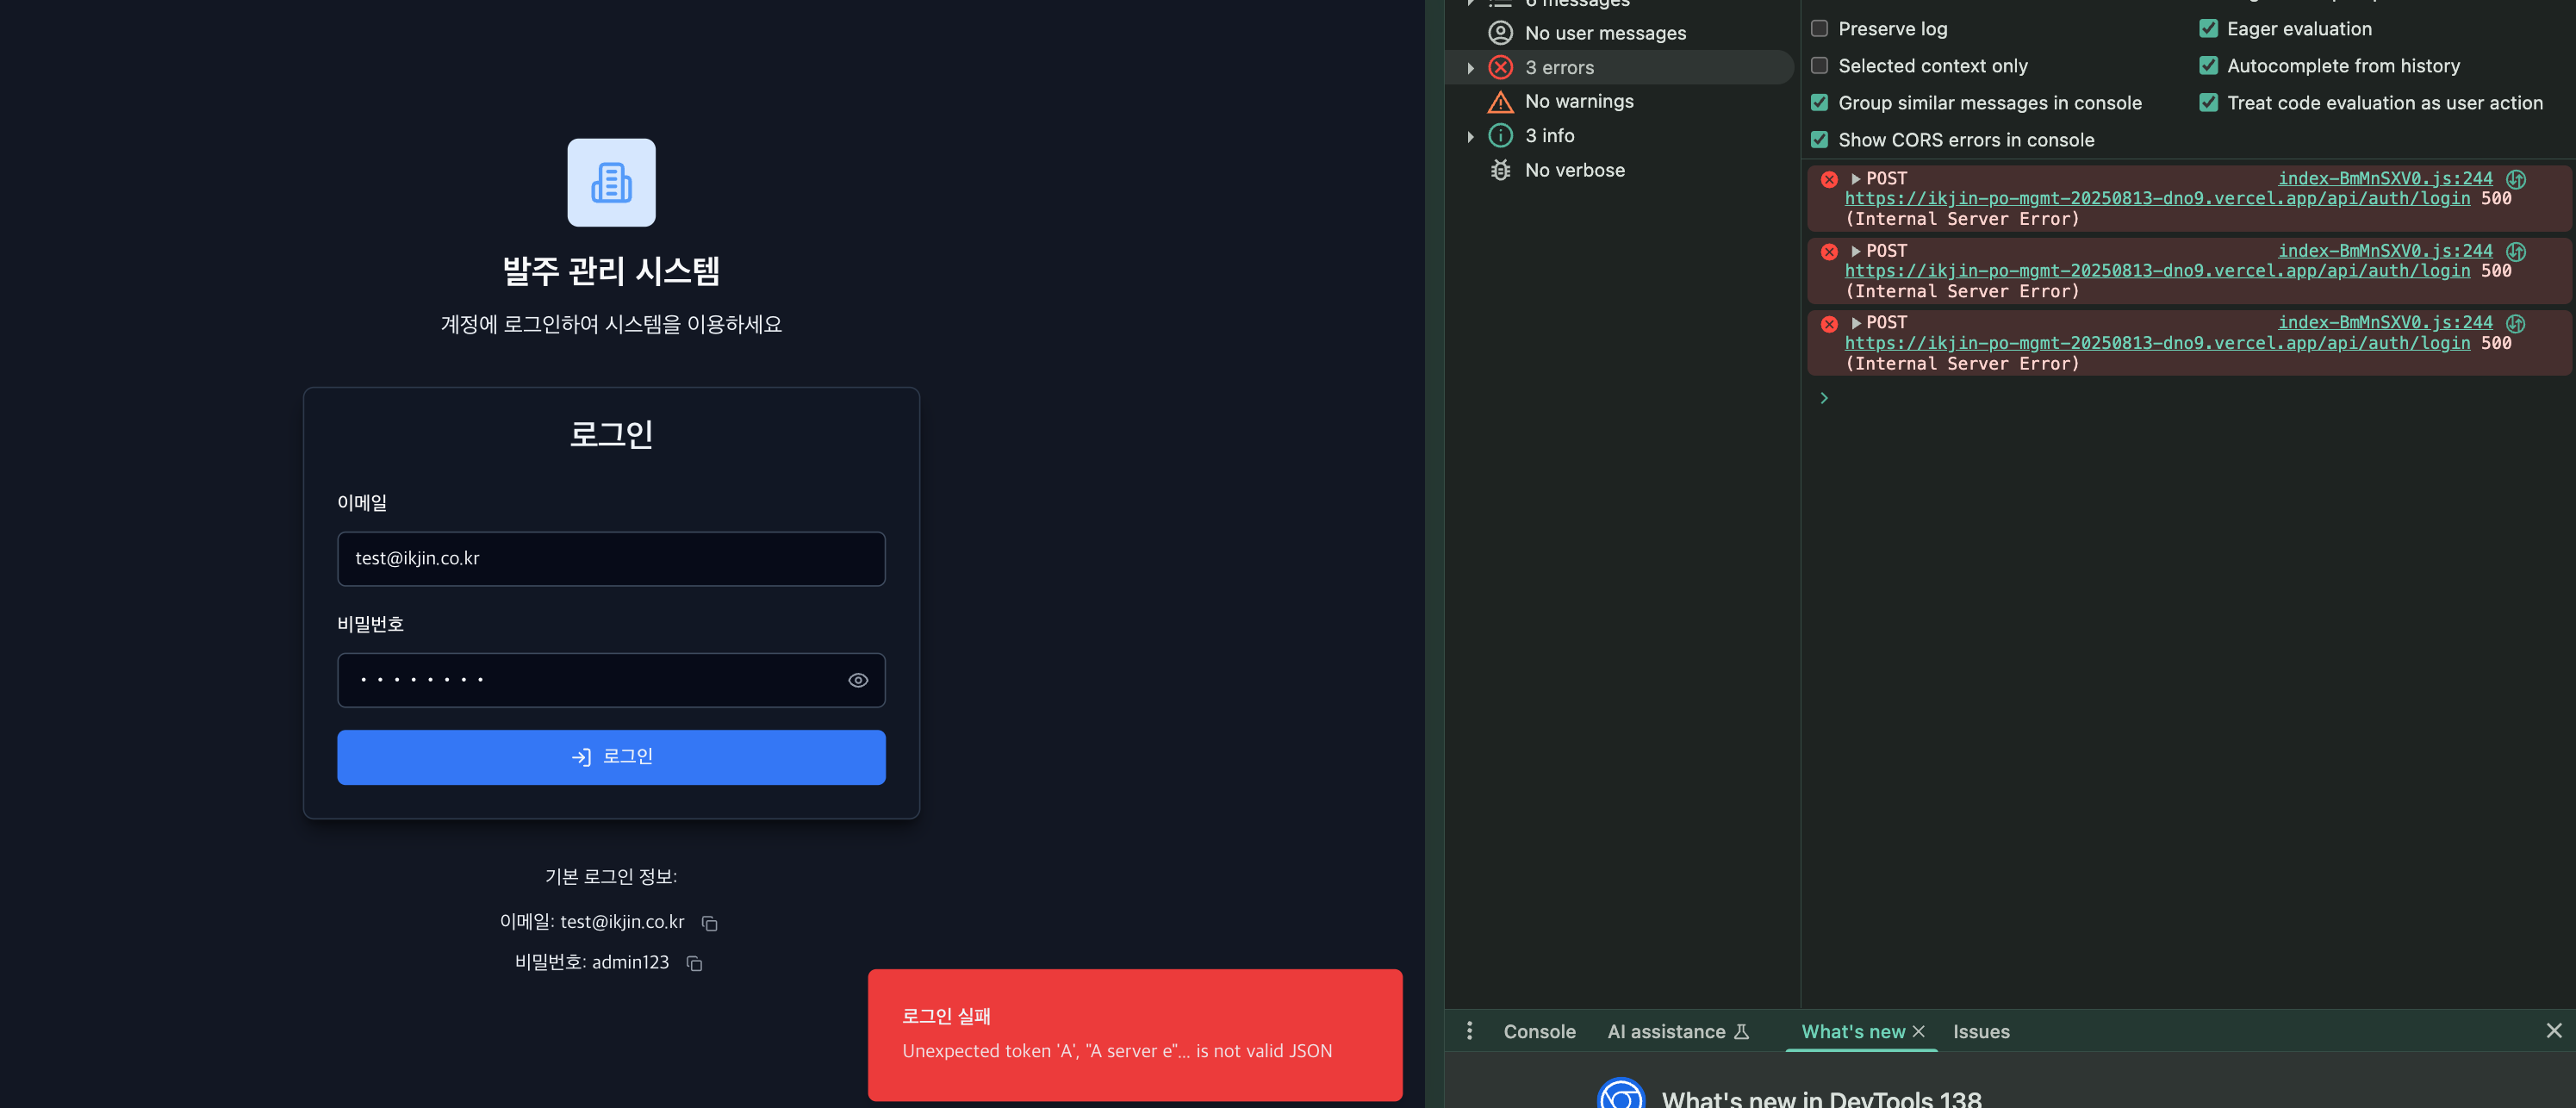 발주 관리 시스템
계정에 로그인하여 시스템을 이용하세요
로그인
이메일
test@ikjin.co.kr
비밀번호
••••••••
로그인
기본 로그인 정보:
이메일: test@ikjin.co.kr
비밀번호: admin123
로그인 실패
Unexpected token 'A', "A server e"... is not valid JSON
6 messages
No user messages
3 errors
No warnings
3 info
No verbose
Preserve log
Eager evaluation
Selected context only
Autocomplete from history
Group similar messages in console
Treat code evaluation as user action
Show CORS errors in console
POST index-BmMnSXV0.js:244
https://ikjin-po-mgmt-20250813-dno9.vercel.app/api/auth/login 500
(Internal Server Error)
POST index-BmMnSXV0.js:244
https://ikjin-po-mgmt-20250813-dno9.vercel.app/api/auth/login 500
(Internal Server Error)
POST index-BmMnSXV0.js:244
https://ikjin-po-mgmt-20250813-dno9.vercel.app/api/auth/login 500
(Internal Server Error)
Console AI assistance What's new Issues
What's new in DevTools 138